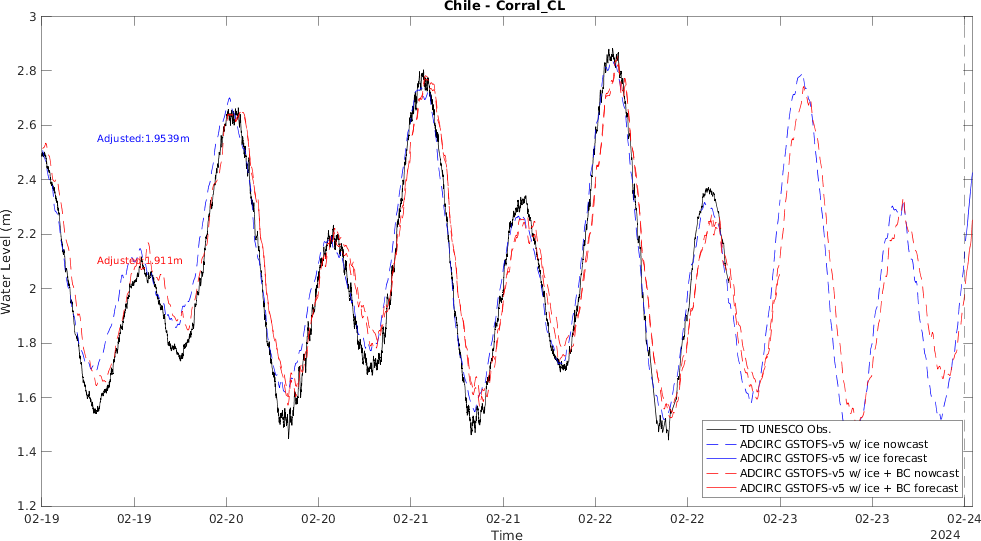 Chile - Corral_CL
3
2.8
2.6
2.4
2.2
2
1.8
1.6
1.4
1.2
Water Level (m)
Adjusted:1.9539m
Adjusted:1.911m
TD UNESCO Obs.
ADCIRC GSTOFS-v5 w/ ice nowcast
ADCIRC GSTOFS-v5 w/ ice forecast
ADCIRC GSTOFS-v5 w/ ice + BC nowcast
ADCIRC GSTOFS-v5 w/ ice + BC forecast
02-19 02-19 02-20 02-20 02-21 02-21 02-22 02-22 02-23 02-23 02-24
Time
2024